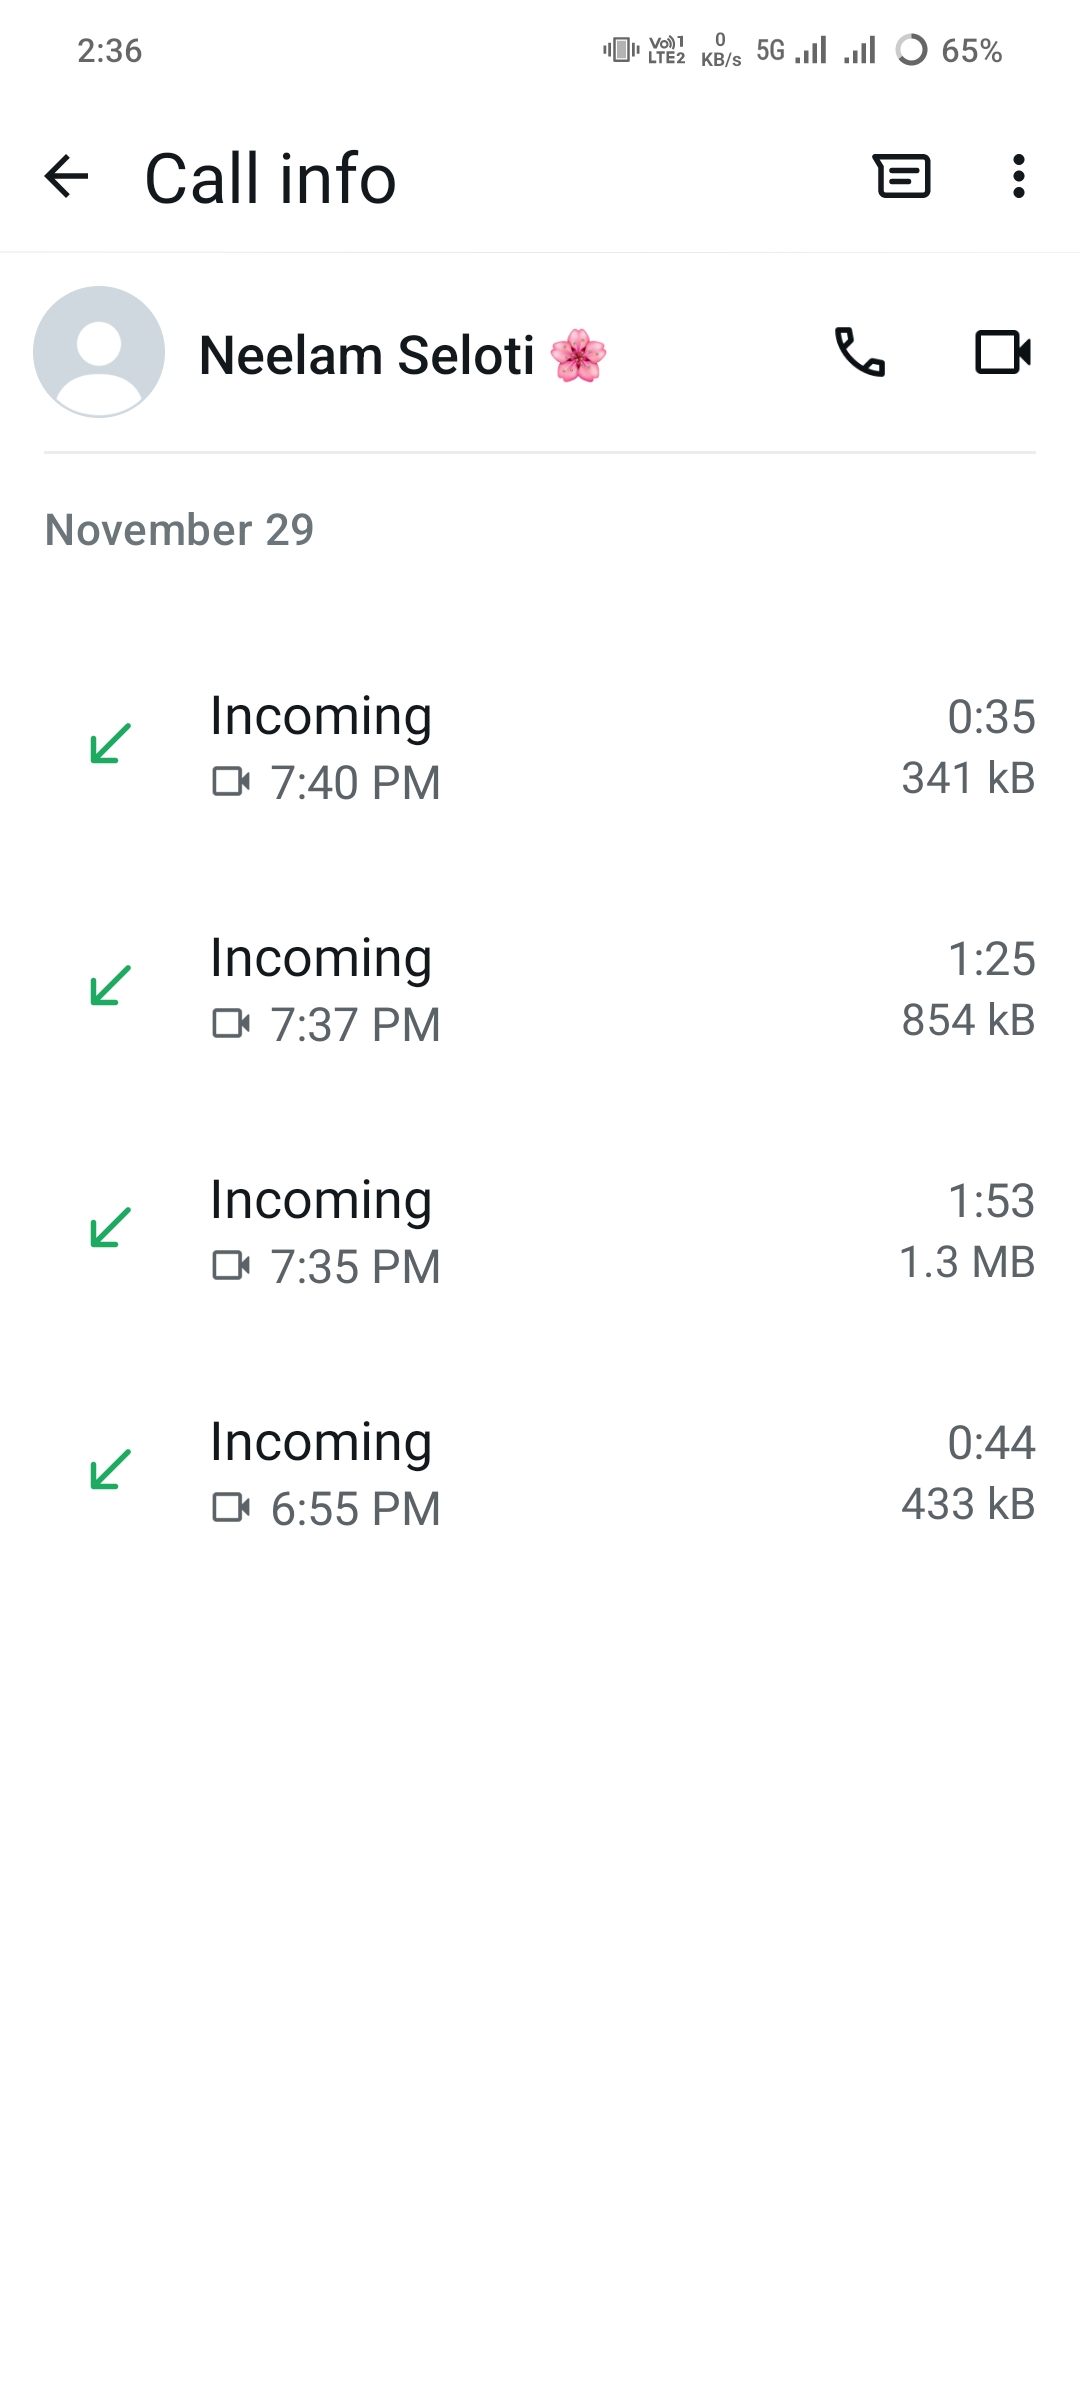 2:36 Vo)) 1 LTE2 0 KB/s 5G 65%
Call info
Neelam Seloti 🌸
November 29
Incoming 0:35
7:40 PM 341 kB
Incoming 1:25
7:37 PM 854 kB
Incoming 1:53
7:35 PM 1.3 MB
Incoming 0:44
6:55 PM 433 kB